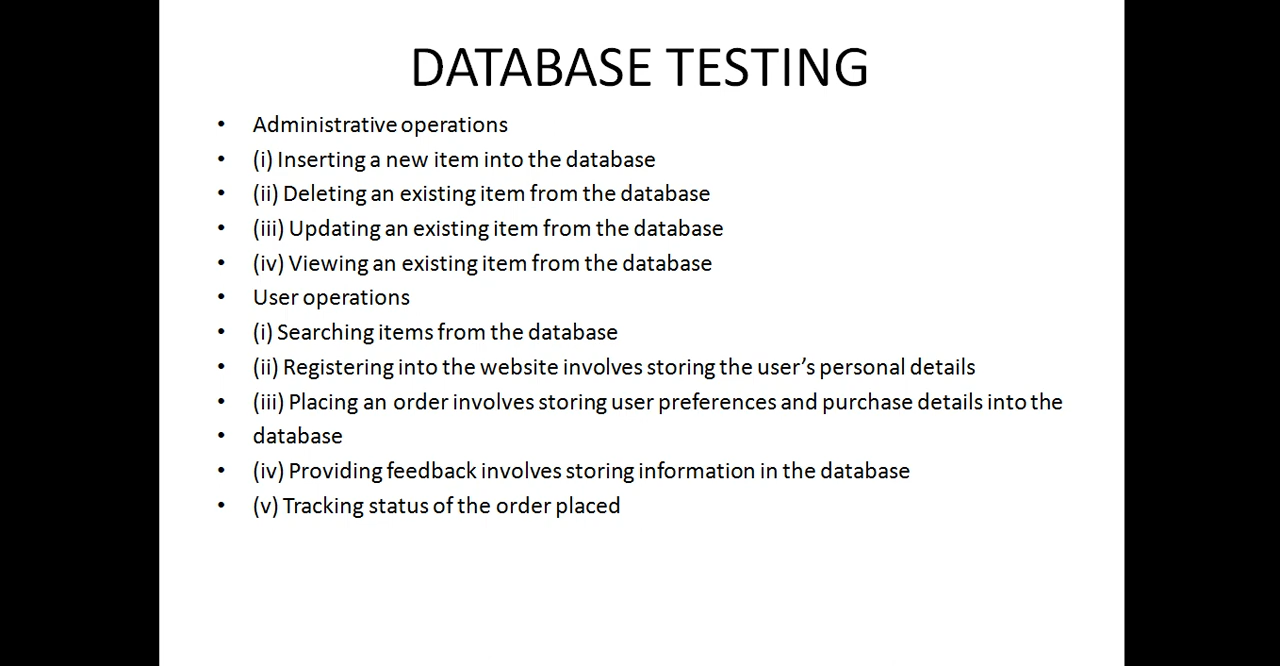 DATABASE TESTING
• Administrative operations
• (i) Inserting a new item into the database
• (ii) Deleting an existing item from the database
• (iii) Updating an existing item from the database
• (iv) Viewing an existing item from the database
• User operations
• (i) Searching items from the database
• (ii) Registering into the website involves storing the user’s personal details
• (iii) Placing an order involves storing user preferences and purchase details into the
• database
• (iv) Providing feedback involves storing information in the database
• (v) Tracking status of the order placed